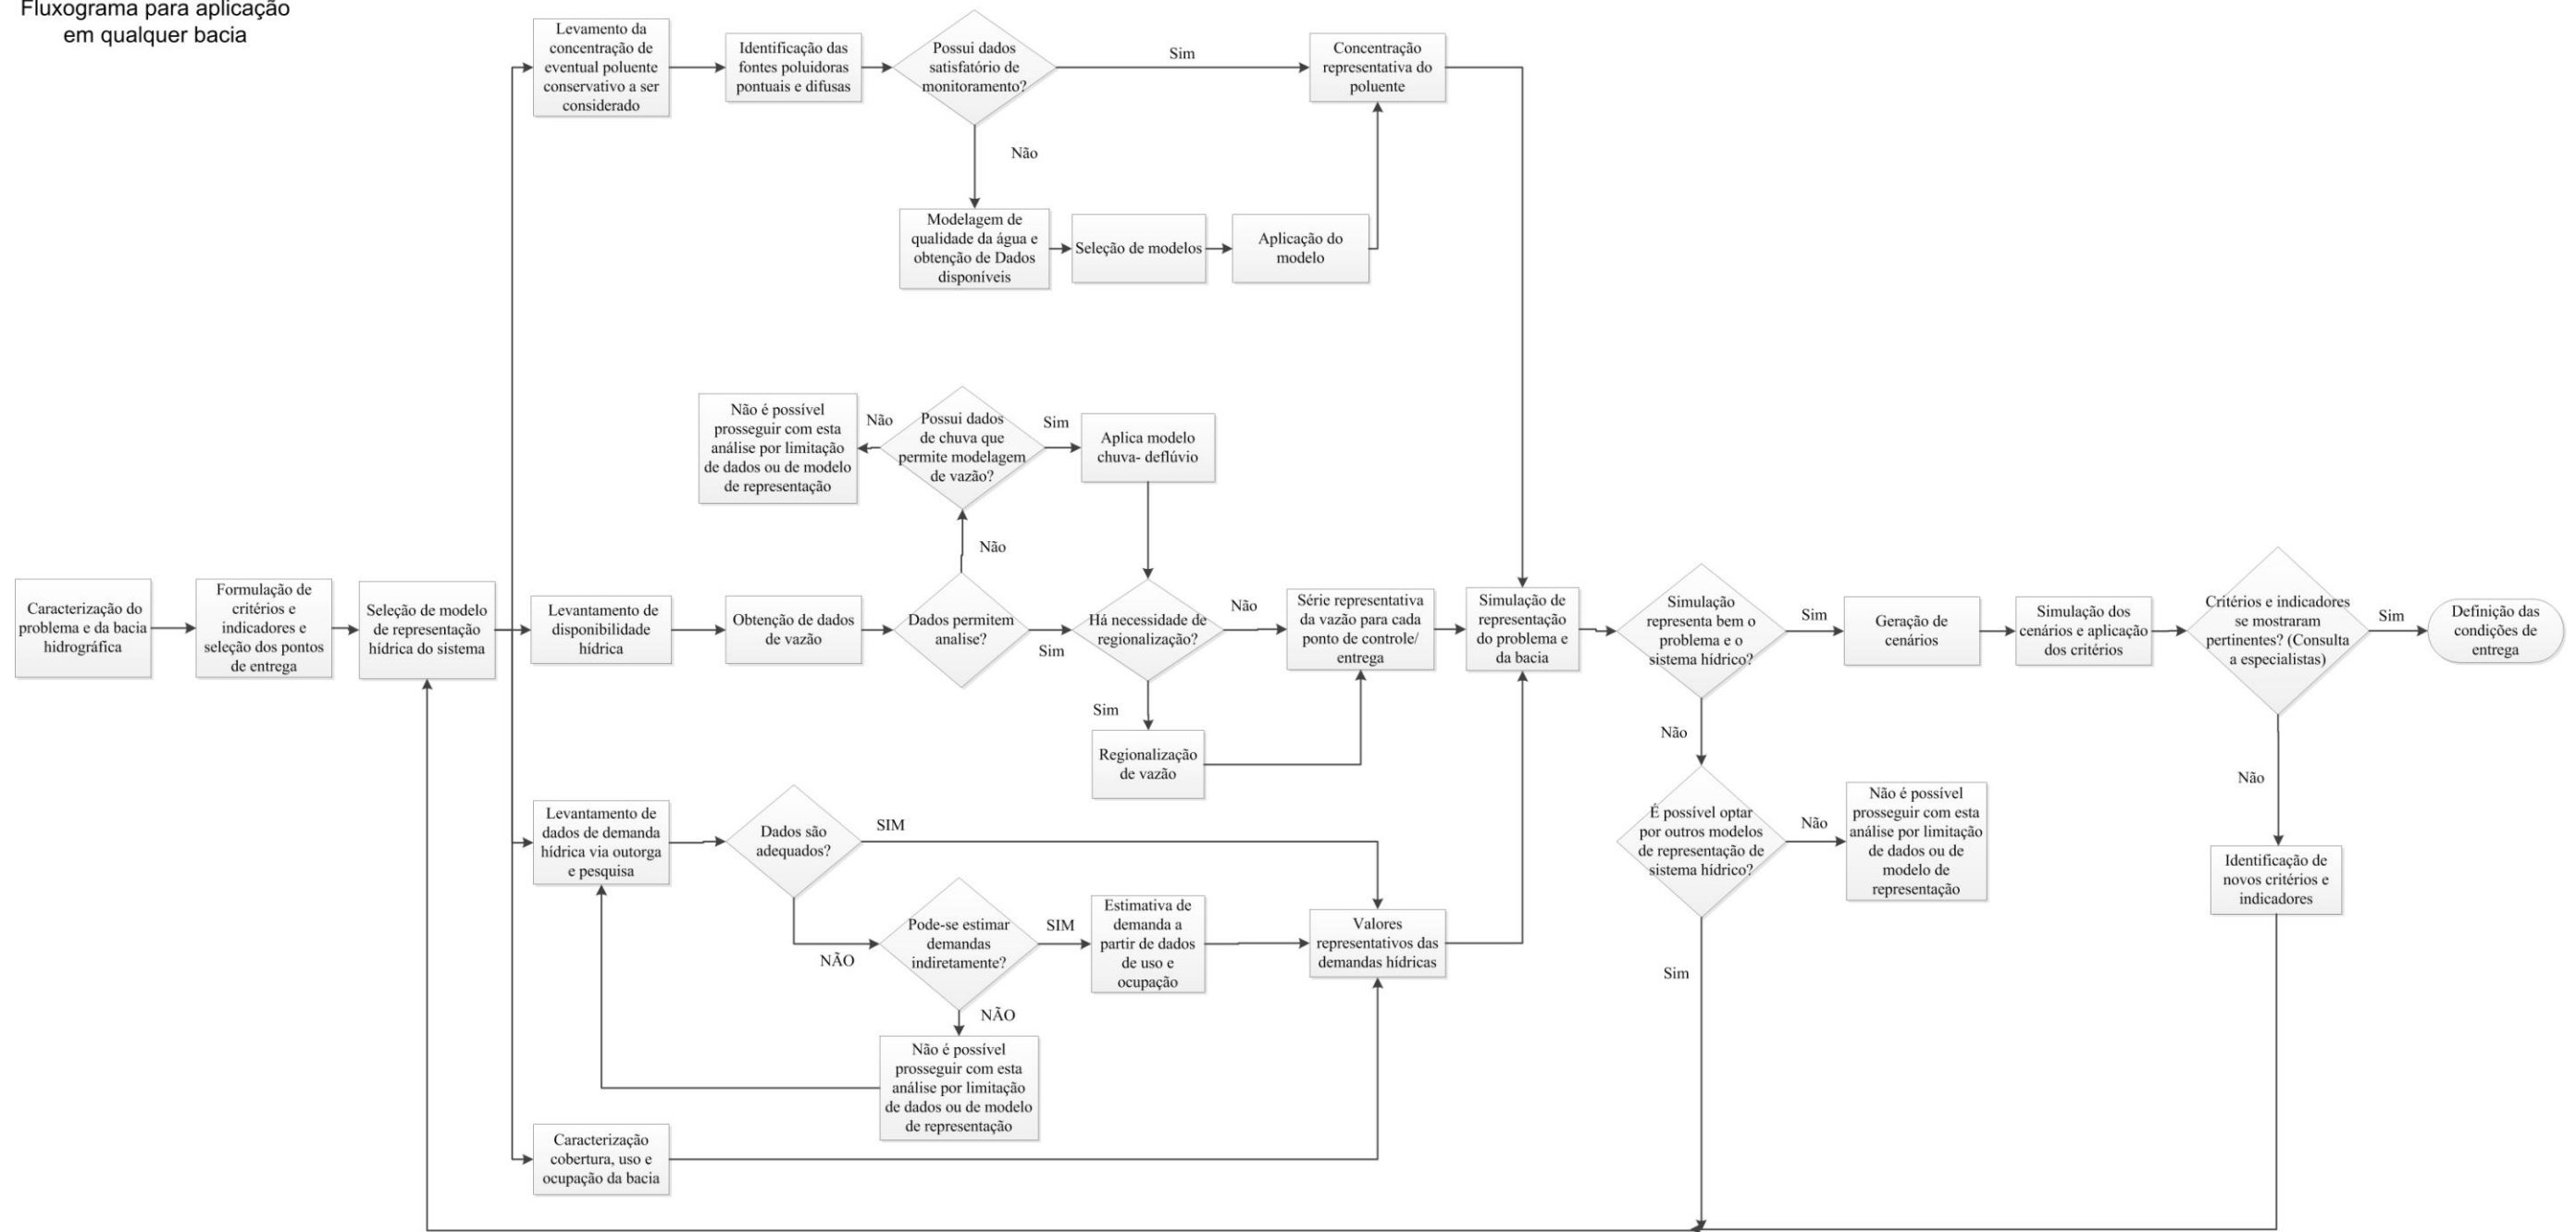 Fluxograma para aplicação
em qualquer bacia
Levamento da
concentração de
eventual poluente
conservativo a ser
considerado
Identificação das
fontes poluidoras
pontuais e difusas
Possui dados
satisfatório de
monitoramento?
Sim
Concentração
representativa do
poluente
Não
Modelagem de
qualidade da água e
obtenção de Dados
disponíveis
Seleção de modelos
Aplicação do
modelo
Não é possível
prosseguir com esta
análise por limitação
de dados ou de modelo
de representação
Não
Possui dados
de chuva que
permite modelagem
de vazão?
Sim
Aplica modelo
chuva- deflúvio
Não
Caracterização do
problema e da bacia
hidrográfica
Formulação de
critérios e
indicadores e
seleção dos pontos
de entrega
Seleção de modelo
de representação
hídrica do sistema
Levantamento de
disponibilidade
hídrica
Obtenção de dados
de vazão
Dados permitem
analise?
Sim
Há necessidade de
regionalização?
Não
Série representativa
da vazão para cada
ponto de controle/
entrega
Simulação de
representação
do problema e
da bacia
Simulação
representa bem o
problema e o
sistema hídrico?
Sim
Geração de
cenários
Simulação dos
cenários e aplicação
dos critérios
Critérios e indicadores
se mostraram
pertinentes? (Consulta
a especialistas)
Sim
Definição das
condições de
entrega
Sim
Regionalização
de vazão
Não
Não
Levantamento de
dados de demanda
hídrica via outorga
e pesquisa
Dados são
adequados?
SIM
É possível optar
por outros modelos
de representação de
sistema hídrico?
Não
Não é possível
prosseguir com esta
análise por limitação
de dados ou de
modelo de
representação
Identificação de
novos critérios e
indicadores
NÃO
Pode-se estimar
demandas
indiretamente?
SIM
Estimativa de
demanda a
partir de dados
de uso e
ocupação
Valores
representativos das
demandas hídricas
Sim
NÃO
Não é possível
prosseguir com esta
análise por limitação
de dados ou de modelo
de representação
Caracterização
cobertura, uso e
ocupação da bacia